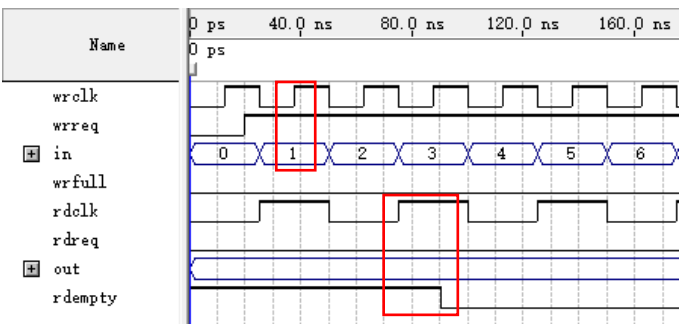 Name
0 ps 40.0 ns 80.0 ns 120.0 ns 160.0 ns
0 ps
wrclk
wrreq
in 0 1 2 3 4 5 6
wrfull
rdclk
rdreq
out
rdempty